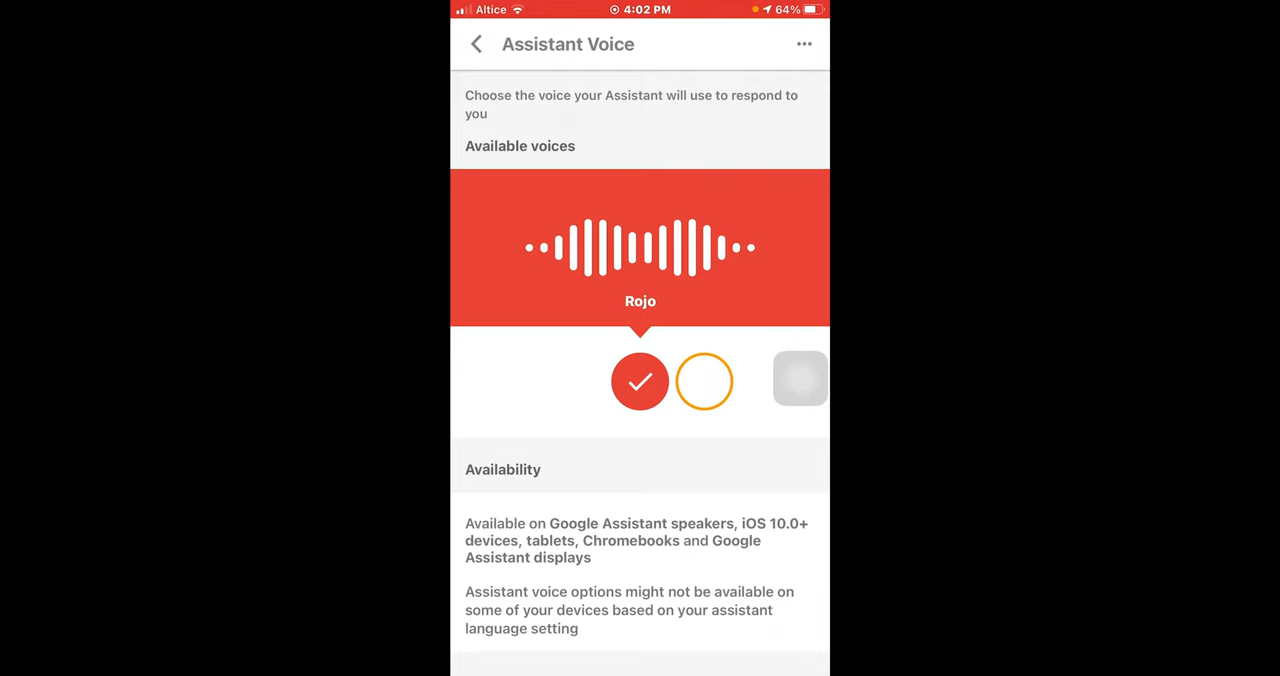 Altice 4:02 PM 64%
Assistant Voice
Choose the voice your Assistant will use to respond to
you
Available voices
Rojo
Availability
Available on Google Assistant speakers, iOS 10.0+
devices, tablets, Chromebooks and Google
Assistant displays
Assistant voice options might not be available on
some of your devices based on your assistant
language setting